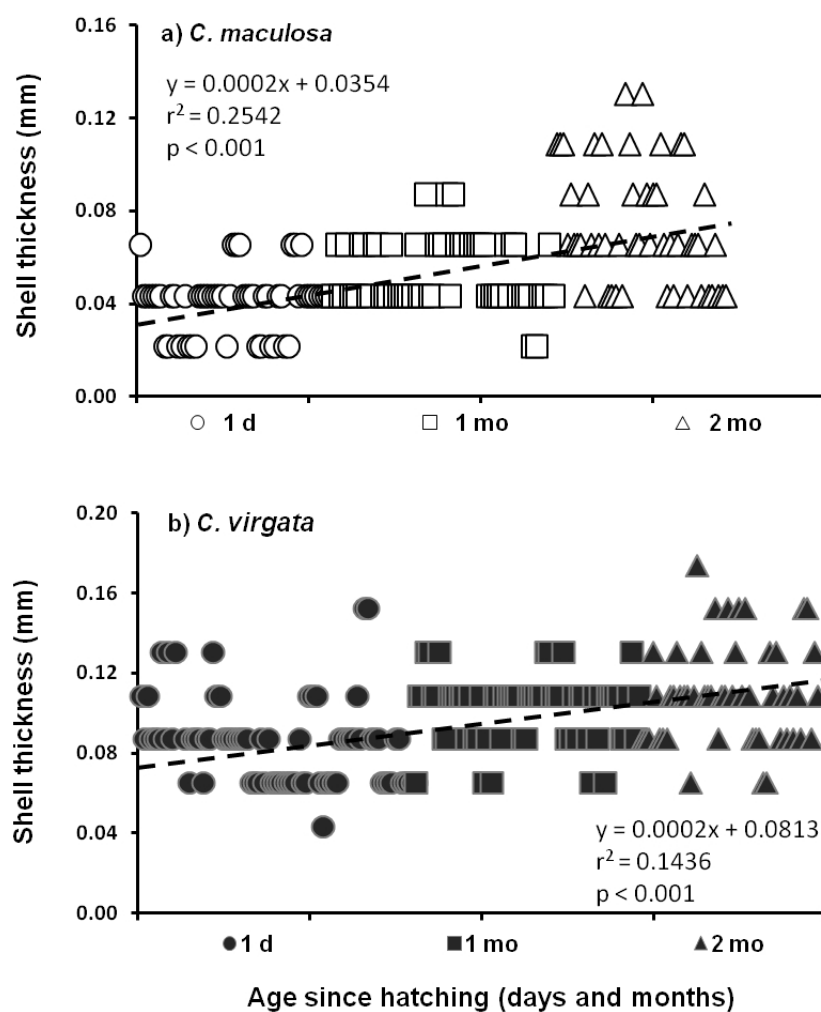 0.16
a) C. maculosa
y = 0.0002x + 0.0354
r² = 0.2542
p < 0.001
0.12
0.08
0.04
0.00
Shell thickness (mm)
1 d
1 mo
2 mo
0.20
b) C. virgata
0.16
0.12
0.08
0.04
0.00
Shell thickness (mm)
y = 0.0002x + 0.0813
r² = 0.1436
p < 0.001
1 d
1 mo
2 mo
Age since hatching (days and months)